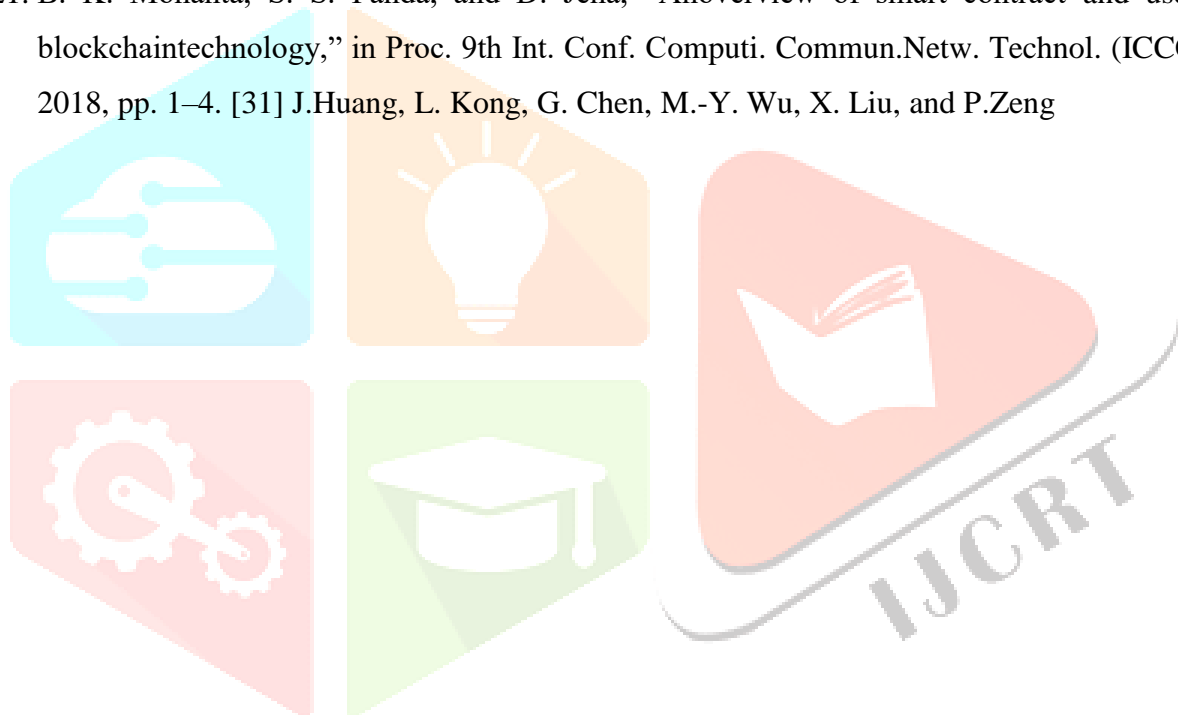 B. K. Mohanta, S. S. Panda, and D. Jena, "Anoverview of smart contract and use
blockchaintechnology,” in Proc. 9th Int. Conf. Computi. Commun.Netw. Technol. (ICC
2018, pp. 1–4. [31] J.Huang, L. Kong, G. Chen, M.-Y. Wu, X. Liu, and P.Zeng
IJCRT